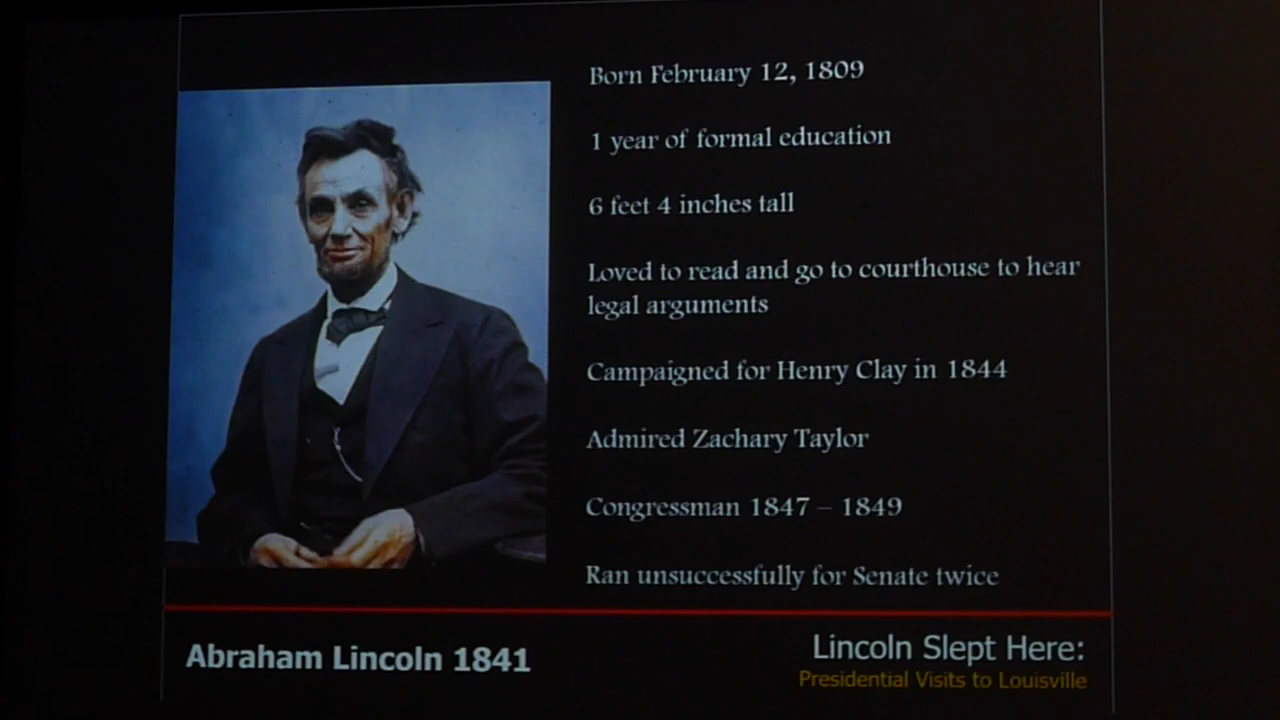 Born February 12, 1809
1 year of formal education
6 feet 4 inches tall
Loved to read and go to courthouse to hear
legal arguments
Campaigned for Henry Clay in 1844
Admired Zachary Taylor
Congressman 1847 – 1849
Ran unsuccessfully for Senate twice
Abraham Lincoln 1841
Lincoln Slept Here:
Presidential Visits to Louisville